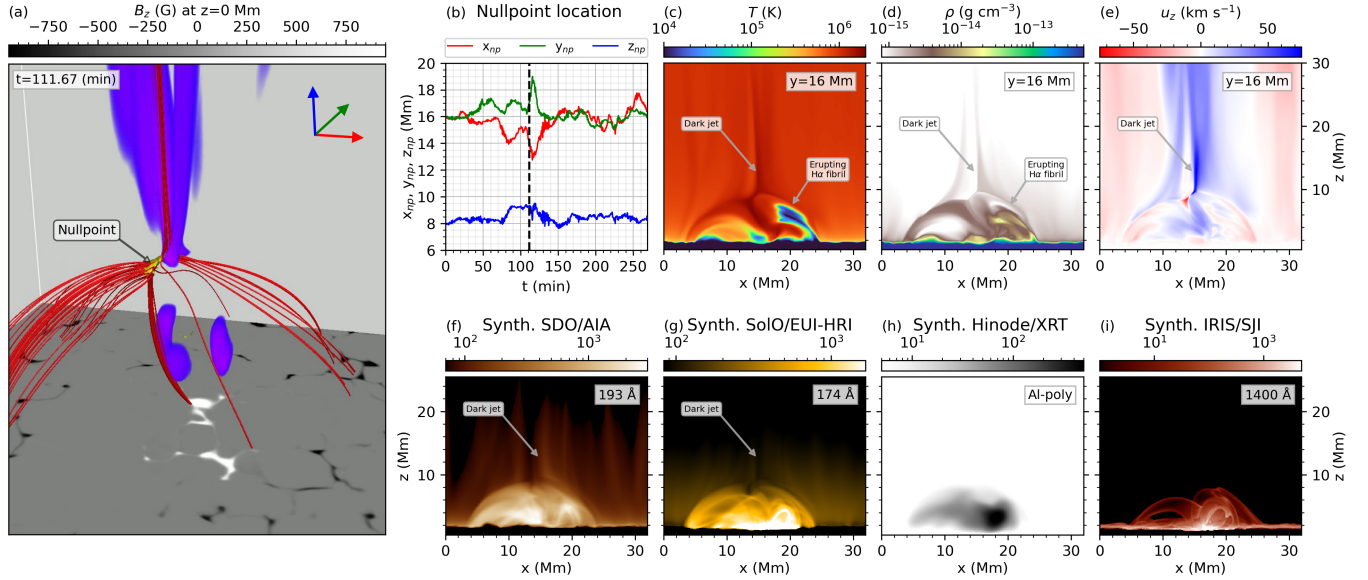 (a)
B_z (G) at z=0 Mm
−750 −500 −250 0 250 500 750
t=111.67 (min)
Nullpoint
(b) Nullpoint location
x_np y_np z_np
x_np, y_np, z_np (Mm)
20
18
16
14
12
10
8
6
0 50 100 150 200 250
t (min)
(c) T (K)
10^4 10^5 10^6
y=16 Mm
Dark jet
Erupting
Hα fibril
0 10 20 30
x (Mm)
(d) ρ (g cm^−3)
10^−15 10^−14 10^−13
y=16 Mm
Dark jet
Erupting
Hα fibril
0 10 20 30
x (Mm)
(e) u_z (km s^−1)
−50 0 50
y=16 Mm
30
20
10
z (Mm)
0 10 20 30
x (Mm)
(f) Synth. SDO/AIA
10^2 10^3
193 Å
Dark jet
20
10
z (Mm)
0 10 20 30
x (Mm)
(g) Synth. SolO/EUI-HRI
10^2 10^3
174 Å
Dark jet
0 10 20 30
x (Mm)
(h) Synth. Hinode/XRT
10^1 10^2
Al-poly
0 10 20 30
x (Mm)
(i) Synth. IRIS/SJI
10^1 10^3
1400 Å
20
10
z (Mm)
0 10 20 30
x (Mm)